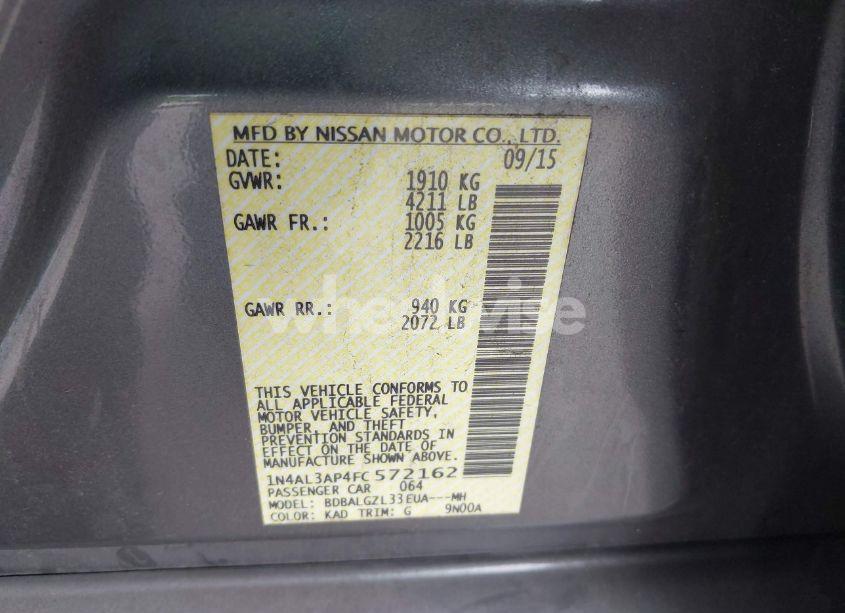 MFD BY NISSAN MOTOR CO., LTD.
DATE: 09/15
GVWR: 1910 KG
4211 LB
GAWR FR.: 1005 KG
2216 LB
GAWR RR.: 940 KG
2072 LB
wheelwise
THIS VEHICLE CONFORMS TO
ALL APPLICABLE FEDERAL
MOTOR VEHICLE SAFETY,
BUMPER, AND THEFT
PREVENTION STANDARDS IN
EFFECT ON THE DATE OF
MANUFACTURE SHOWN ABOVE.
1N4AL3AP4FC572162
PASSENGER CAR 064
MODEL: BDBALGZL33EUA---MH
COLOR: KAD TRIM: G 9N00A